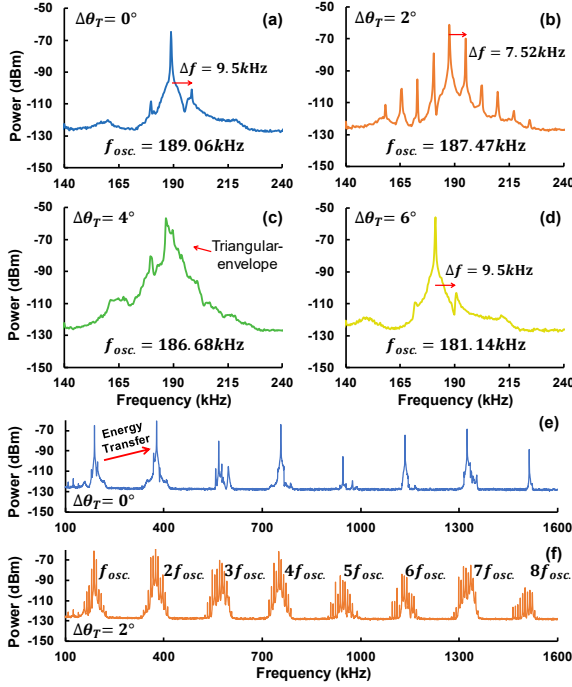 Δθ_T = 0°
(a)
Δf = 9.5kHz
f_osc. = 189.06kHz
Power (dBm)
-50
-70
-90
-110
-130
-150
140
165
190
215
240
Δθ_T = 2°
(b)
Δf = 7.52kHz
f_osc. = 187.47kHz
-50
-70
-90
-110
-130
-150
140
165
190
215
240
Δθ_T = 4°
(c)
Triangular-
envelope
f_osc. = 186.68kHz
Power (dBm)
-50
-70
-90
-110
-130
-150
140
165
190
215
240
Frequency (kHz)
Δθ_T = 6°
(d)
Δf = 9.5kHz
f_osc. = 181.14kHz
-50
-70
-90
-110
-130
-150
140
165
190
215
240
Frequency (kHz)
(e)
Energy
Transfer
Δθ_T = 0°
Power (dBm)
-50
-70
-90
-110
-130
-150
100
400
700
1000
1300
1600
(f)
f_osc.
2f_osc.
3f_osc.
4f_osc.
5f_osc.
6f_osc.
7f_osc.
8f_osc.
Δθ_T = 2°
Power (dBm)
-50
-70
-90
-110
-130
-150
100
400
700
1000
1300
1600
Frequency (kHz)